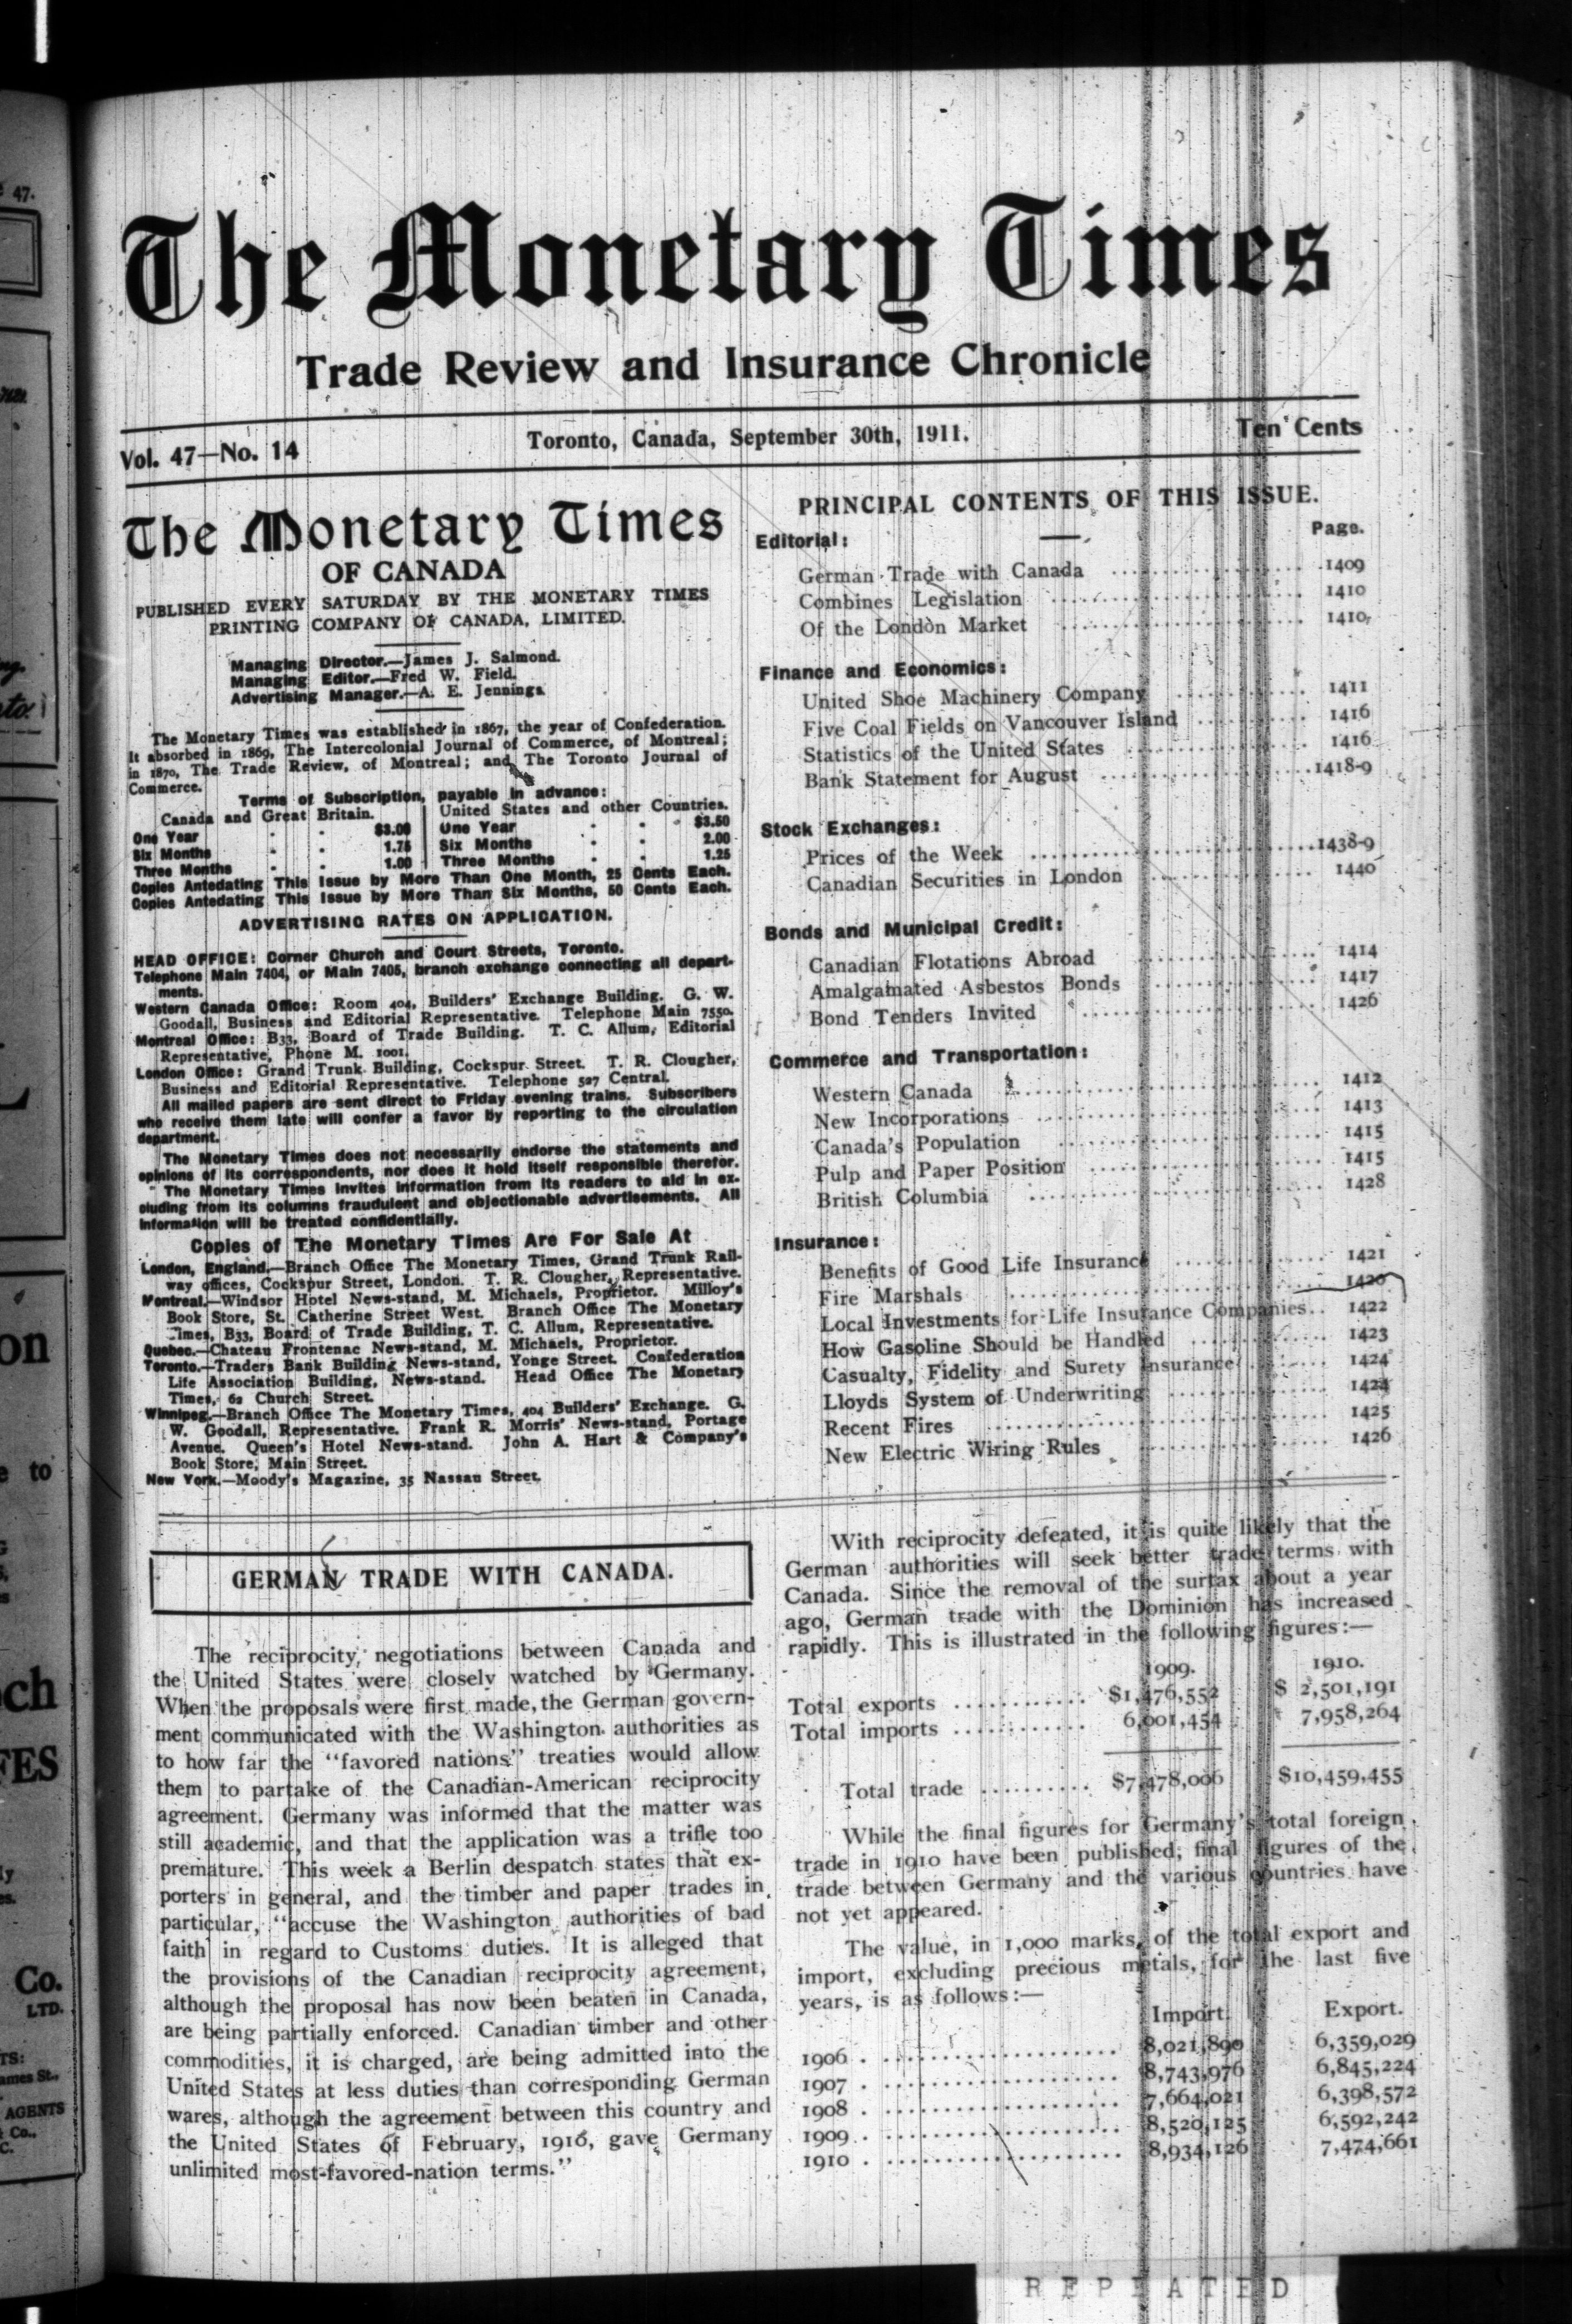 47.
The Monetary Times
Trade Review and Insurance Chronicle
Vol. 47—No. 14
Toronto, Canada, September 30th, 1911.
Ten Cents
The Monetary Times
OF CANADA
PUBLISHED EVERY SATURDAY BY THE MONETARY TIMES
PRINTING COMPANY OF CANADA, LIMITED.
Managing Director.—James J. Salmond.
Managing Editor.—Fred W. Field.
Advertising Manager.—A. E. Jennings.
The Monetary Times was established in 1867, the year of Confederation.
It absorbed in 1869, The Intercolonial Journal of Commerce, of Montreal;
in 1870, The Trade Review, of Montreal; and The Toronto Journal of
Commerce.
Terms of Subscription, payable in advance:
Canada and Great Britain. United States and other Countries.
One Year $3.00 One Year $3.50
Six Months 1.75 Six Months 2.00
Three Months 1.00 Three Months 1.25
Copies Antedating This Issue by More Than One Month, 25 Cents Each.
Copies Antedating This Issue by More Than Six Months, 50 Cents Each.
ADVERTISING RATES ON APPLICATION.
HEAD OFFICE: Corner Church and Court Streets, Toronto.
Telephone Main 7404, or Main 7405, branch exchange connecting all depart-
ments.
Western Canada Office: Room 404, Builders' Exchange Building. G. W.
Goodall, Business and Editorial Representative. Telephone Main 7550.
Montreal Office: B33, Board of Trade Building. T. C. Allum, Editorial
Representative, Phone M. 1001.
London Office: Grand Trunk Building, Cockspur Street. T. R. Clougher,
Business and Editorial Representative. Telephone 527 Central.
All mailed papers are sent direct to Friday evening trains. Subscribers
who receive them late will confer a favor by reporting to the circulation
department.
The Monetary Times does not necessarily endorse the statements and
opinions of its correspondents, nor does it hold itself responsible therefor.
The Monetary Times invites information from its readers to aid in ex-
cluding from its columns fraudulent and objectionable advertisements. All
information will be treated confidentially.
Copies of The Monetary Times Are For Sale At
London, England.—Branch Office The Monetary Times, Grand Trunk Rail-
way offices, Cockspur Street, London. T. R. Clougher, Representative.
Montreal.—Windsor Hotel News-stand, M. Michaels, Proprietor. Milloy's
Book Store, St. Catherine Street West. Branch Office The Monetary
Times, B33, Board of Trade Building, T. C. Allum, Representative.
Quebec.—Chateau Frontenac News-stand, M. Michaels, Proprietor.
Toronto.—Traders Bank Building News-stand, Yonge Street. Confederation
Life Association Building, News-stand. Head Office The Monetary
Times, 62 Church Street.
Winnipeg.—Branch Office The Monetary Times, 404 Builders' Exchange. G.
W. Goodall, Representative. Frank R. Morris' News-stand, Portage
Avenue. Queen's Hotel News-stand. John A. Hart & Company's
Book Store, Main Street.
New York.—Moody's Magazine, 35 Nassau Street.
PRINCIPAL CONTENTS OF THIS ISSUE.
Page.
Editorial:
German Trade with Canada 1409
Combines Legislation 1410
Of the London Market 1410
Finance and Economics:
United Shoe Machinery Company 1411
Five Coal Fields on Vancouver Island 1416
Statistics of the United States 1416
Bank Statement for August 1418-9
Stock Exchanges:
Prices of the Week 1438-9
Canadian Securities in London 1440
Bonds and Municipal Credit:
Canadian Flotations Abroad 1414
Amalgamated Asbestos Bonds 1417
Bond Tenders Invited 1426
Commerce and Transportation:
Western Canada 1412
New Incorporations 1413
Canada's Population 1415
Pulp and Paper Position 1415
British Columbia 1428
Insurance:
Benefits of Good Life Insurance 1421
Fire Marshals 1420
Local Investments for Life Insurance Companies.. 1422
How Gasoline Should be Handled 1423
Casualty, Fidelity and Surety Insurance 1424
Lloyds System of Underwriting 1424
Recent Fires 1425
New Electric Wiring Rules 1426
GERMAN TRADE WITH CANADA.
The reciprocity negotiations between Canada and
the United States were closely watched by Germany.
When the proposals were first made, the German govern-
ment communicated with the Washington authorities as
to how far the "favored nations" treaties would allow
them to partake of the Canadian-American reciprocity
agreement. Germany was informed that the matter was
still academic, and that the application was a trifle too
premature. This week a Berlin despatch states that ex-
porters in general, and the timber and paper trades in
particular, "accuse the Washington authorities of bad
faith in regard to Customs duties. It is alleged that
the provisions of the Canadian reciprocity agreement,
although the proposal has now been beaten in Canada,
are being partially enforced. Canadian timber and other
commodities, it is charged, are being admitted into the
United States at less duties than corresponding German
wares, although the agreement between this country and
the United States of February, 1910, gave Germany
unlimited most-favored-nation terms."
With reciprocity defeated, it is quite likely that the
German authorities will seek better trade terms with
Canada. Since the removal of the surtax about a year
ago, German trade with the Dominion has increased
rapidly. This is illustrated in the following figures:—
1909. 1910.
Total exports $1,476,552 $ 2,501,191
Total imports 6,001,454 7,958,264
Total trade $7,478,006 $10,459,455
While the final figures for Germany's total foreign
trade in 1910 have been published, final figures of the
trade between Germany and the various countries have
not yet appeared.
The value, in 1,000 marks, of the total export and
import, excluding precious metals, for the last five
years, is as follows:—
Import. Export.
1906 8,021,890 6,359,029
1907 8,743,976 6,845,224
1908 7,664,021 6,398,572
1909 8,520,125 6,592,242
1910 8,934,126 7,474,661
REPEATED